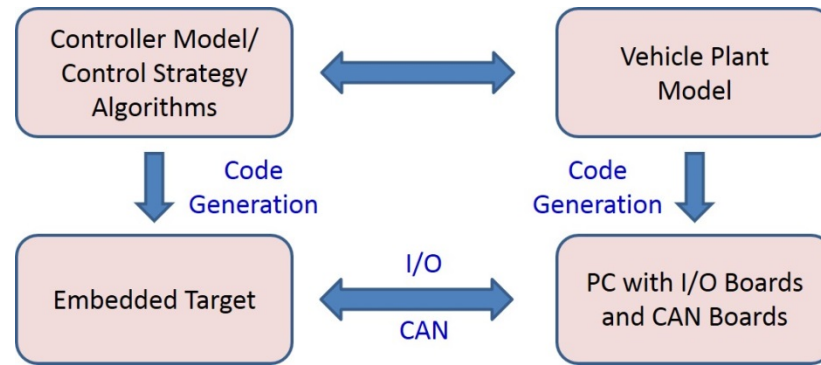 Controller Model/
Control Strategy
Algorithms
Vehicle Plant
Model
Code
Generation
Code
Generation
Embedded Target
I/O
CAN
PC with I/O Boards
and CAN Boards